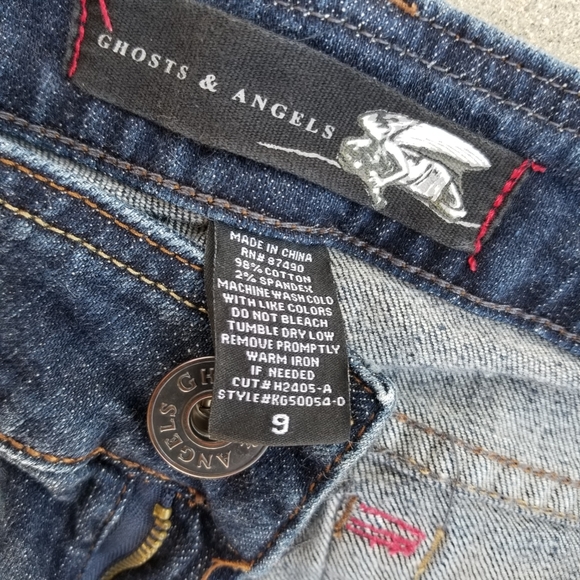 GHOSTS & ANGELS
MADE IN CHINA
RN# 87490
98% COTTON
2% SPANDEX
MACHINE WASH COLD
WITH LIKE COLORS
DO NOT BLEACH
TUMBLE DRY LOW
REMOVE PROMPTLY
WARM IRON
IF NEEDED
CUT# H2405-A
STYLE#KG50054-D
9
ANGELS